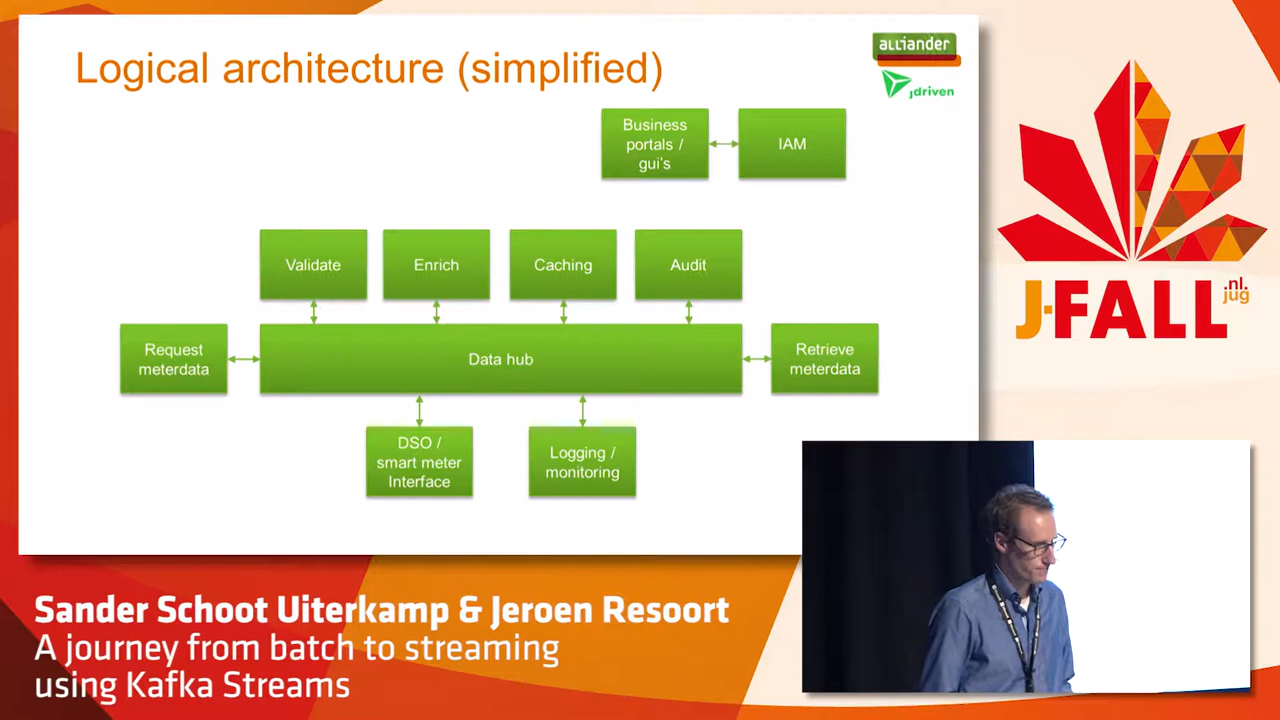 Logical architecture (simplified)
alliander
jdriven
Business
portals /
gui's
IAM
Validate
Enrich
Caching
Audit
Request
meterdata
Data hub
Retrieve
meterdata
DSO /
smart meter
Interface
Logging /
monitoring
J-FALL
.nl.
jug
Sander Schoot Uiterkamp & Jeroen Resoort
A journey from batch to streaming
using Kafka Streams